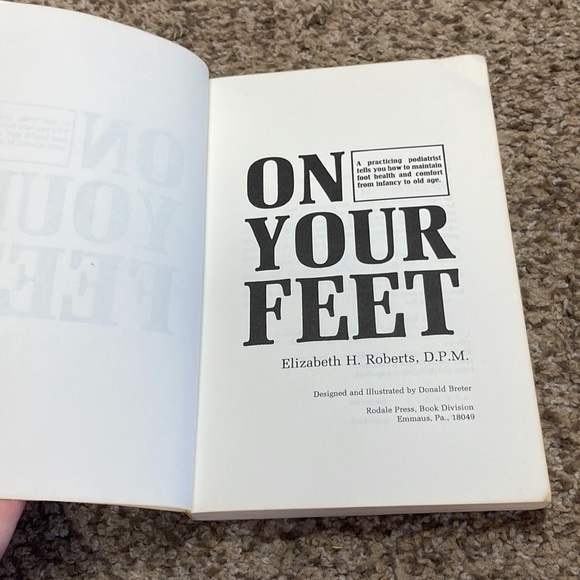 ON
A practicing podiatrist
tells you how to maintain
foot health and comfort
from infancy to old age.
YOUR
FEET
Elizabeth H. Roberts, D.P.M.
Designed and Illustrated by Donald Breter
Rodale Press, Book Division
Emmaus, Pa., 18049